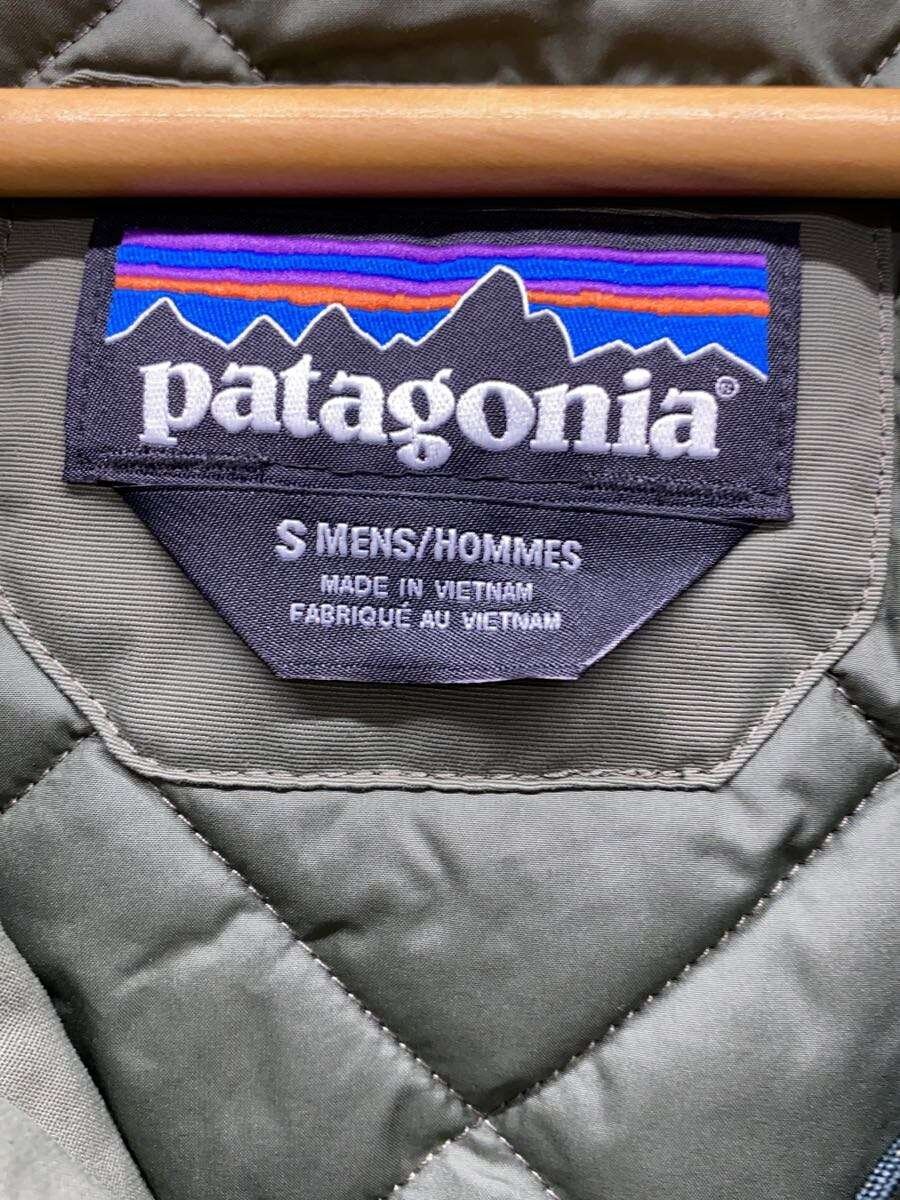 patagonia®
S MENS/HOMMES
MADE IN VIETNAM
FABRIQUÉ AU VIETNAM